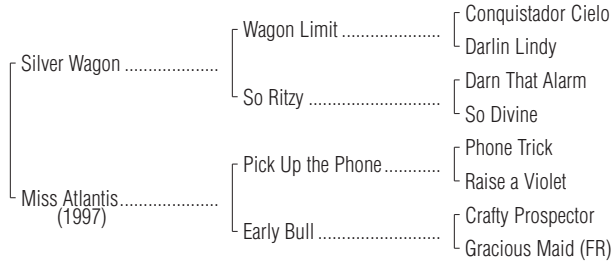 Conquistador Cielo
Wagon Limit ......................
Darlin Lindy
Silver Wagon .....................
Darn That Alarm
So Ritzy ..............................
So Divine
Phone Trick
Pick Up the Phone............
Raise a Violet
Miss Atlantis......................
(1997)
Crafty Prospector
Early Bull ............................
Gracious Maid (FR)